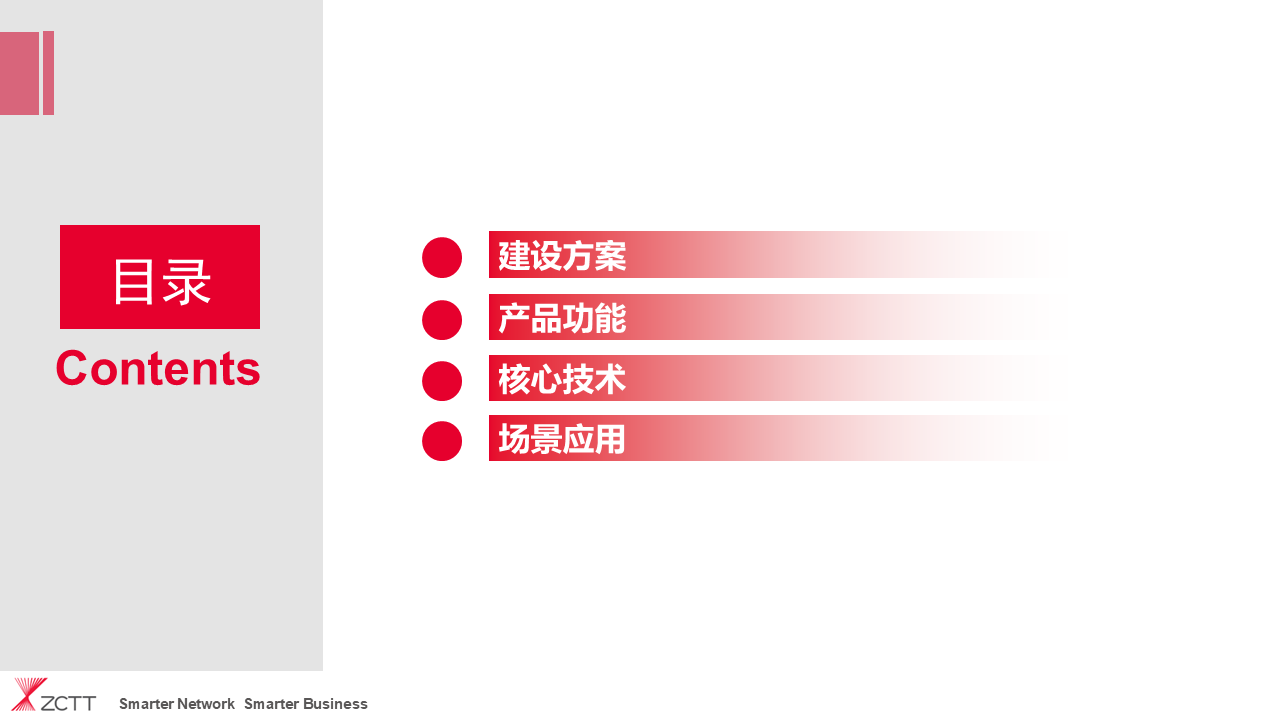 目录
Contents
建设方案
产品功能
核心技术
场景应用
ZCTT
Smarter Network Smarter Business